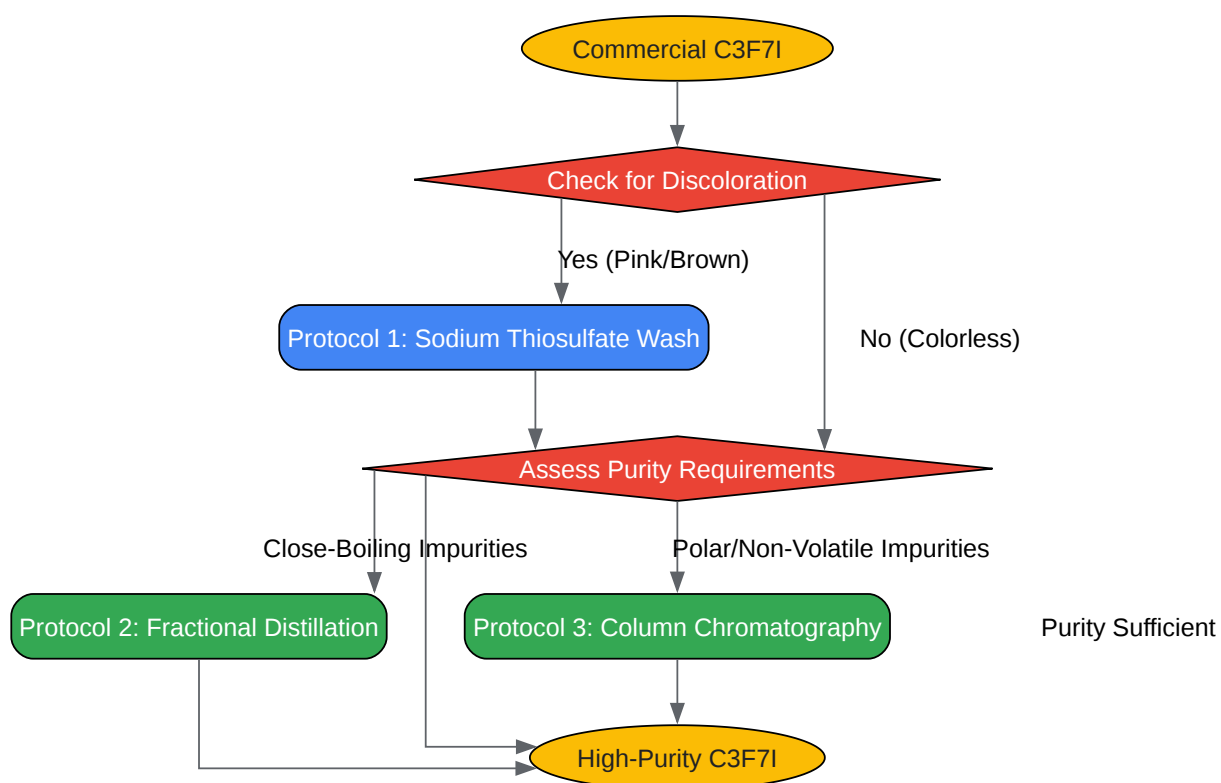 Commercial C3F7I
Check for Discoloration
Yes (Pink/Brown)
Protocol 1: Sodium Thiosulfate Wash
No (Colorless)
Assess Purity Requirements
Close-Boiling Impurities
Polar/Non-Volatile Impurities
Protocol 2: Fractional Distillation
Protocol 3: Column Chromatography
Purity Sufficient
High-Purity C3F7I